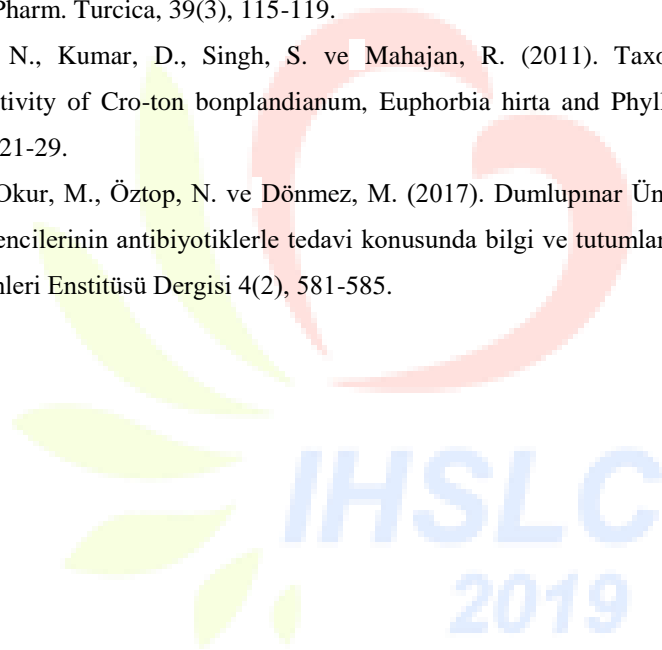 Pharm. Turcica, 39(3), 115-119.
N., Kumar, D., Singh, S. ve Mahajan, R. (2011). Taxo
tivity of Cro-ton bonplandianum, Euphorbia hirta and Phyll
21-29.
Okur, M., Öztop, N. ve Dönmez, M. (2017). Dumlupınar Ün
encilerinin antibiyotiklerle tedavi konusunda bilgi ve tutumlar
nleri Enstitüsü Dergisi 4(2), 581-585.
IHSLC
2019